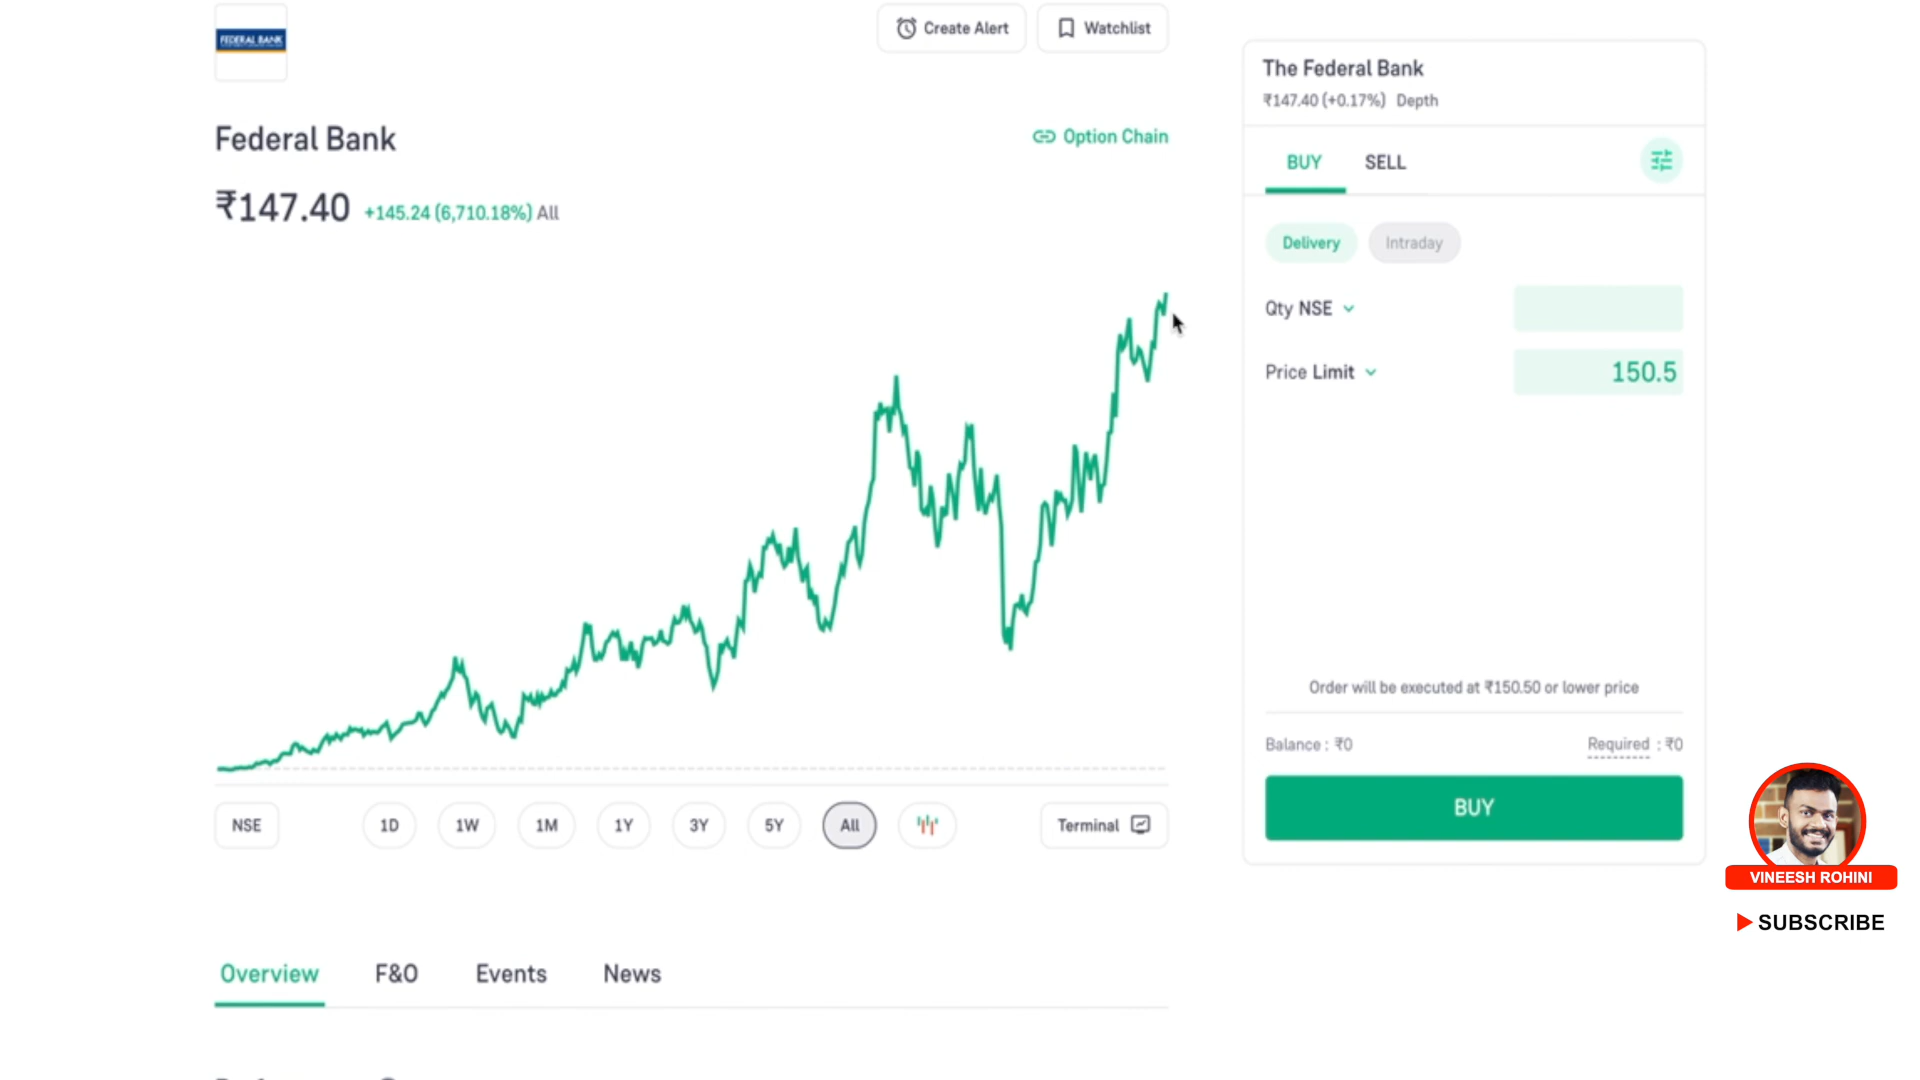 FEDERAL BANK
Create Alert
Watchlist
Federal Bank
Option Chain
₹147.40 +145.24 (6,710.18%) All
NSE
1D
1W
1M
1Y
3Y
5Y
All
Terminal
Overview
F&O
Events
News
The Federal Bank
₹147.40 (+0.17%) Depth
BUY
SELL
Delivery
Intraday
Qty NSE
Price Limit
150.5
Order will be executed at ₹150.50 or lower price
Balance : ₹0
Required : ₹0
BUY
VINEESH ROHINI
SUBSCRIBE